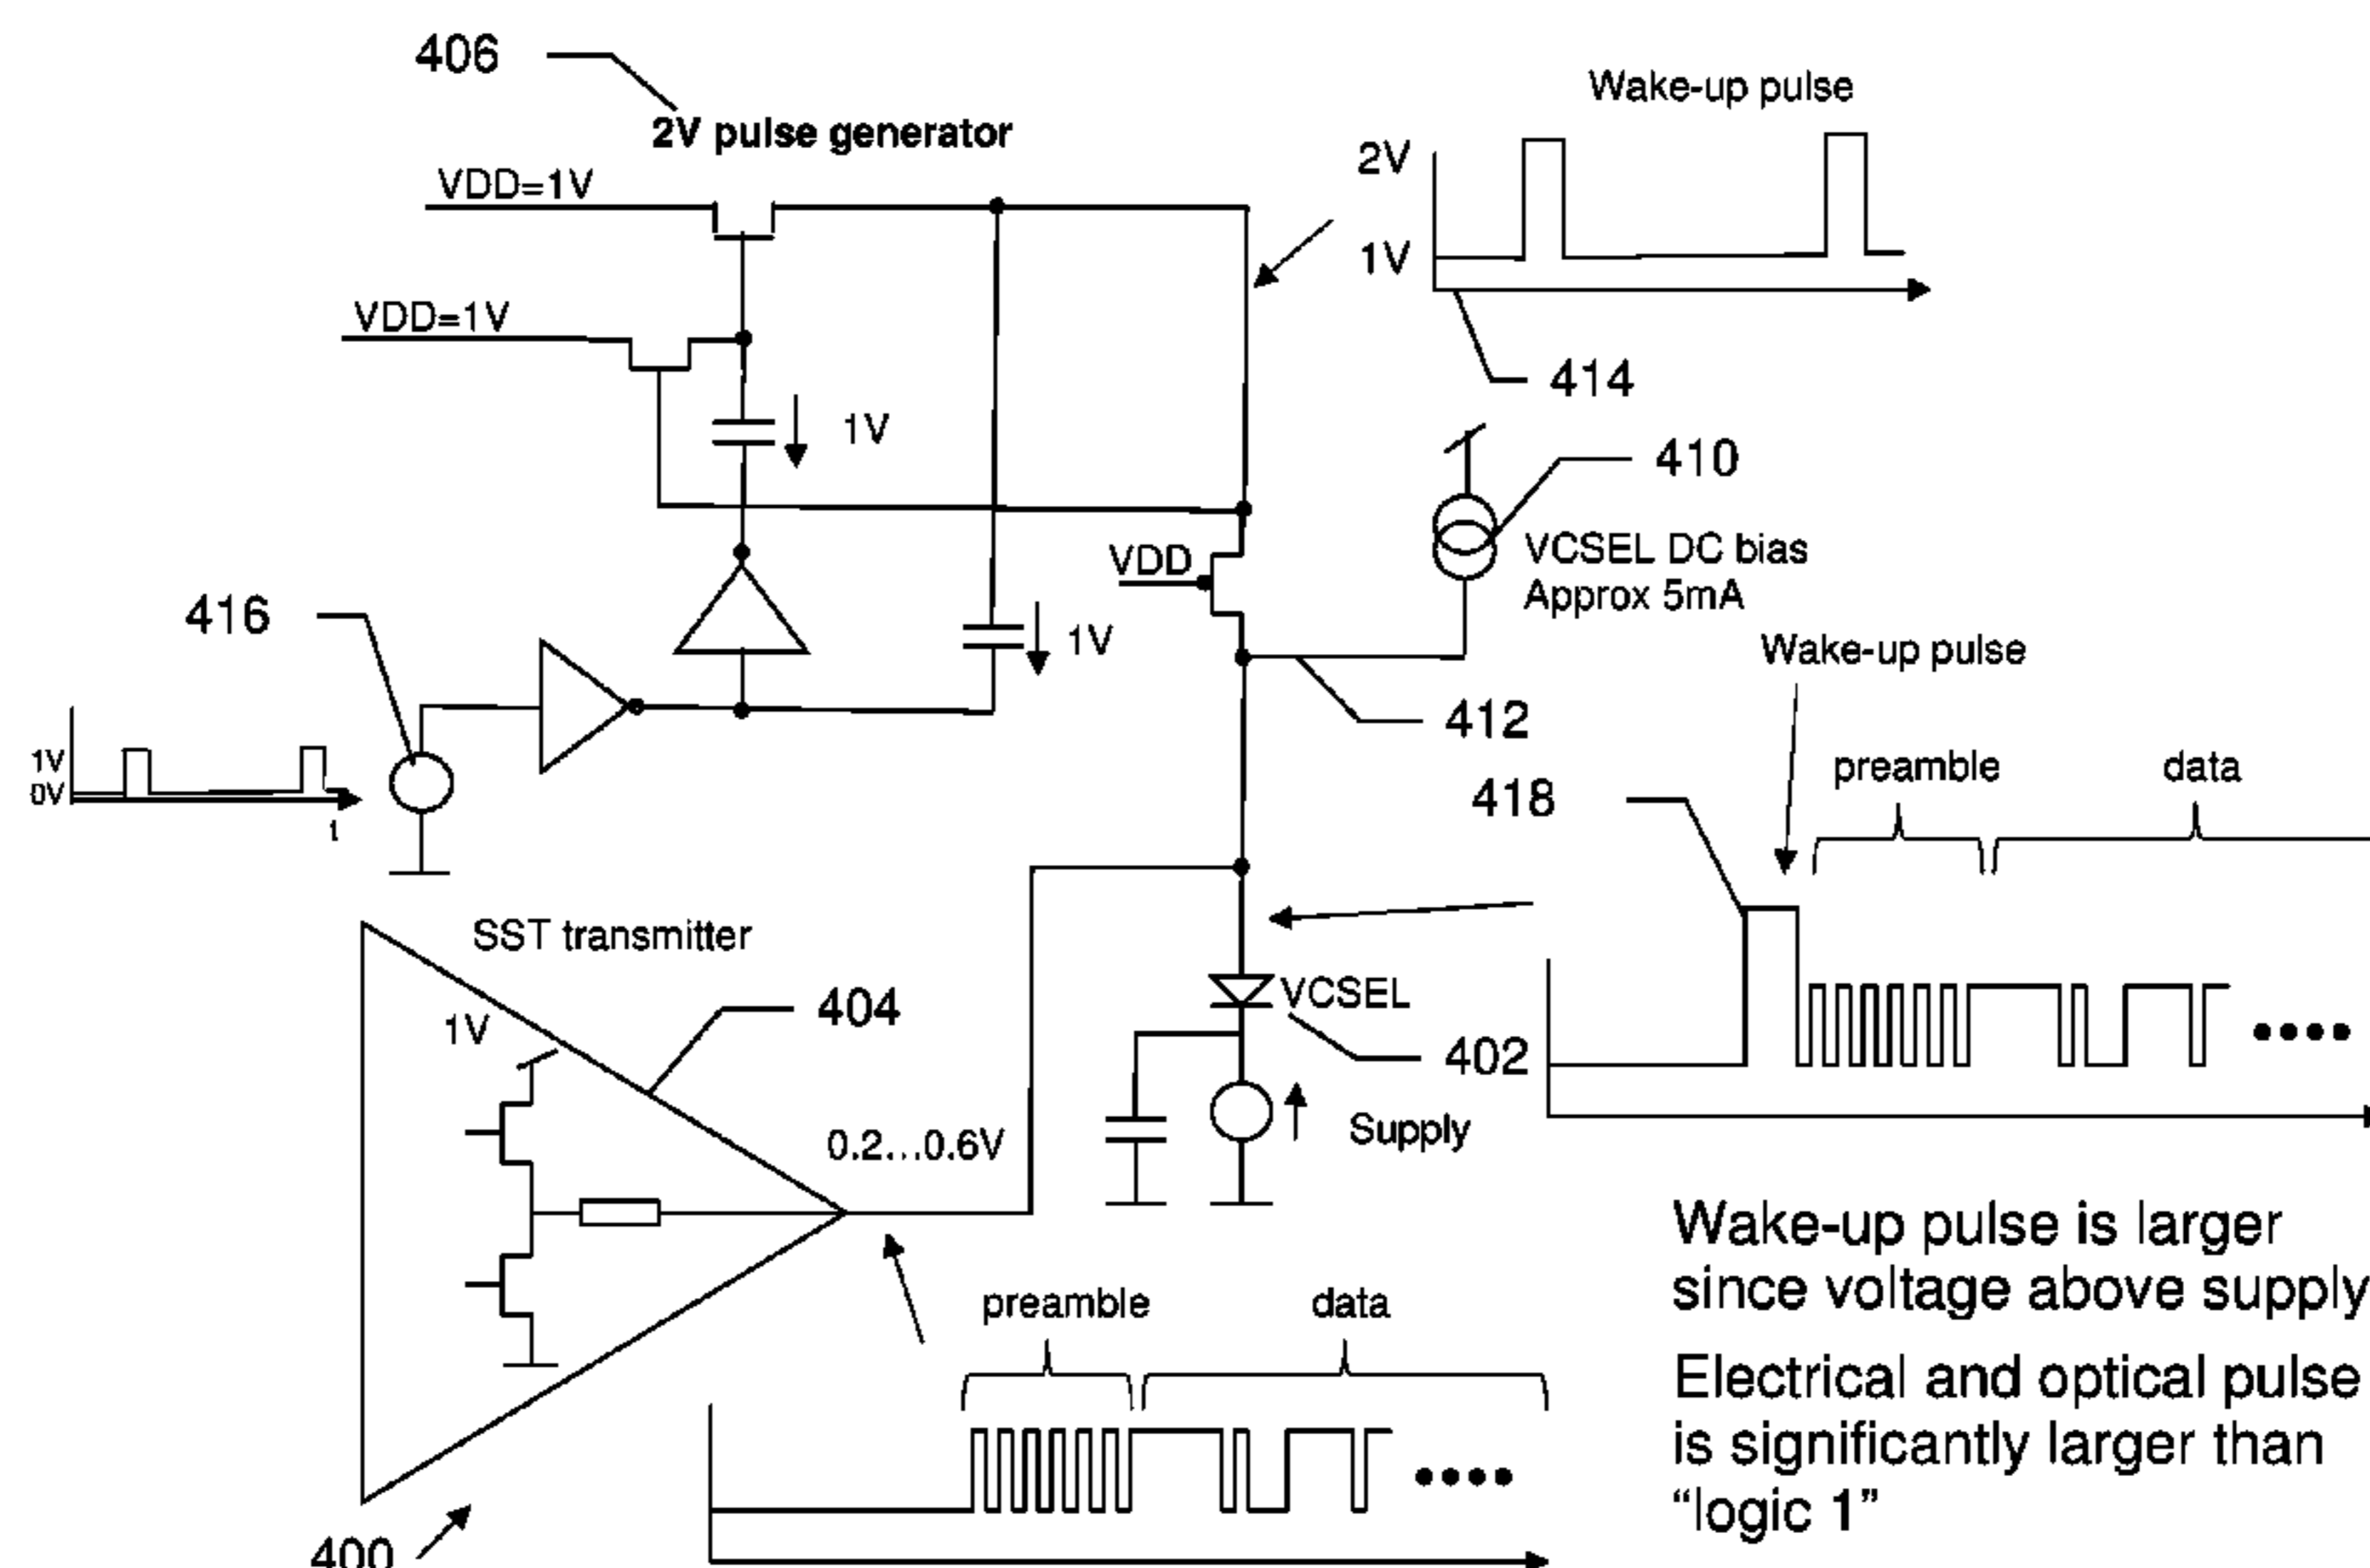 406
2V pulse generator
Wake-up pulse
2V
1V
VDD=1V
VDD=1V
414
1V
410
VCSEL DC bias
Approx 5mA
VDD
416
1V
412
Wake-up pulse
1V
0V
t
418
preamble
data
SST transmitter
404
1V
VCSEL
402
Supply
0.2...0.6V
Wake-up pulse is larger
since voltage above supply
Electrical and optical pulse
is significantly larger than
“logic 1”
preamble
data
400